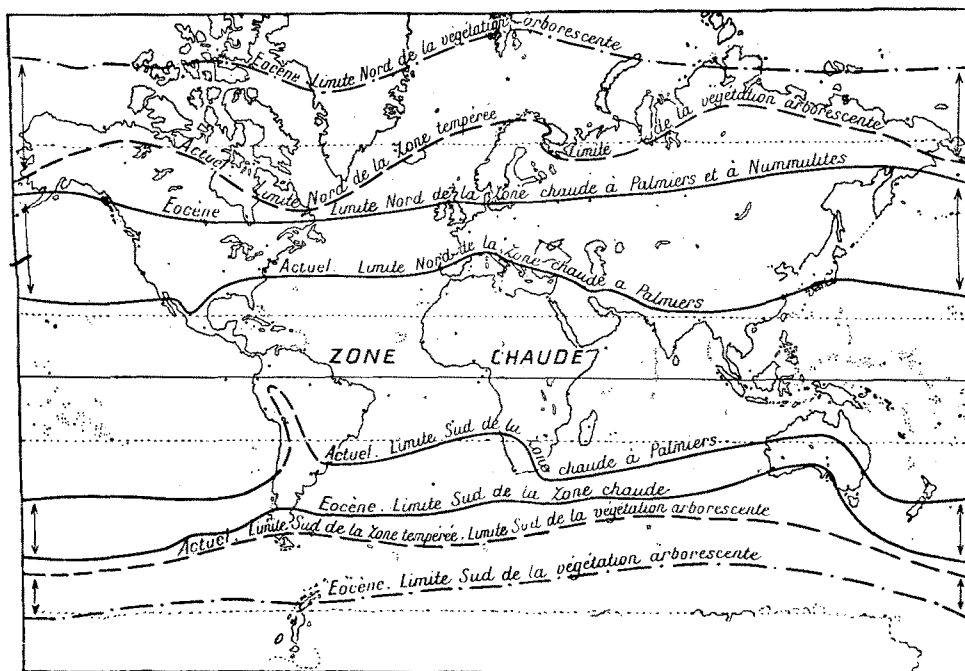 Eocène. Limite Nord de la végétation arborescente
Actuel. Limite Nord de la Zone tempérée. Limite de la végétation arborescente
Eocène Limite Nord de la Zone chaude à Palmiers et à Nummulites
Actuel. Limite Nord de la Zone chaude à Palmiers
ZONE CHAUDE
Actuel. Limite Sud de la Zone chaude à Palmiers
Eocène. Limite Sud de la Zone chaude
Actuel. Limite Sud de la Zone tempérée. Limite Sud de la végétation arborescente
Eocène. Limite Sud de la végétation arborescente